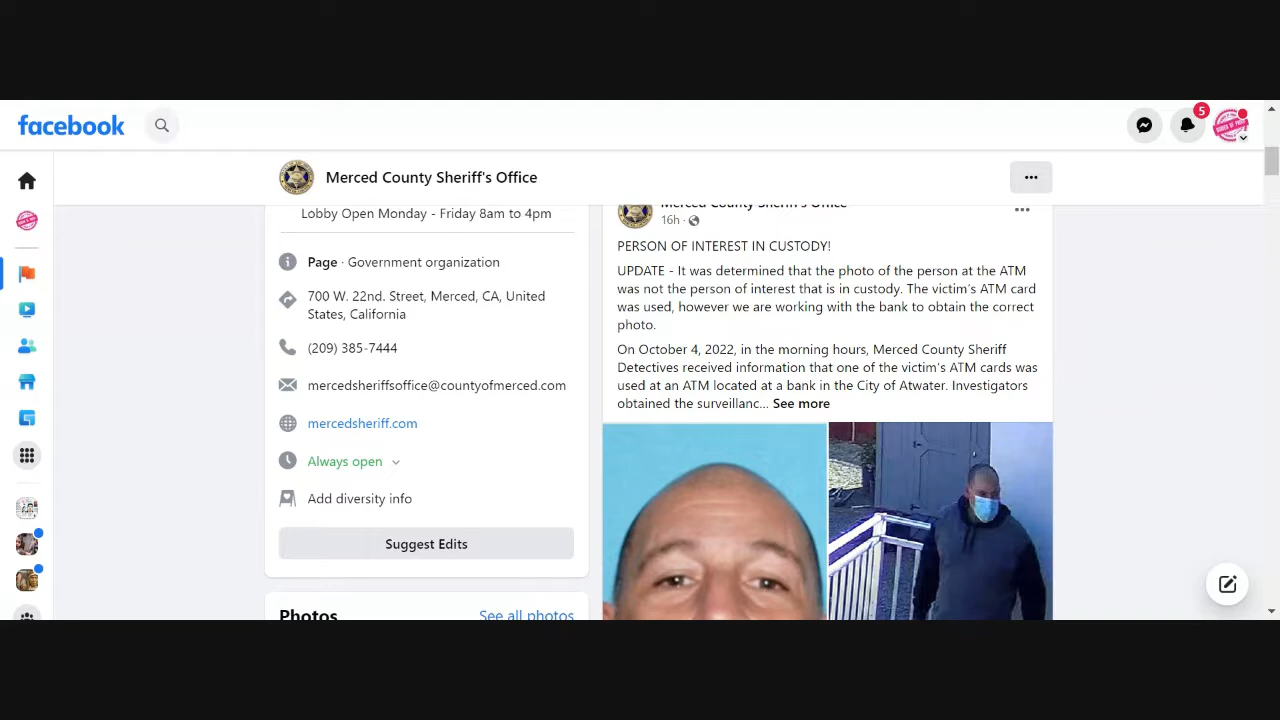 facebook
5
Merced County Sheriff's Office
...
Lobby Open Monday - Friday 8am to 4pm
Page · Government organization
700 W. 22nd. Street, Merced, CA, United
States, California
(209) 385-7444
mercedsheriffsoffice@countyofmerced.com
mercedsheriff.com
Always open
Add diversity info
Suggest Edits
Photos
See all photos
Merced County Sheriff's Office
16h ·
PERSON OF INTEREST IN CUSTODY!
UPDATE - It was determined that the photo of the person at the ATM
was not the person of interest that is in custody. The victim's ATM card
was used, however we are working with the bank to obtain the correct
photo.
On October 4, 2022, in the morning hours, Merced County Sheriff
Detectives received information that one of the victim's ATM cards was
used at an ATM located at a bank in the City of Atwater. Investigators
obtained the surveillanc... See more